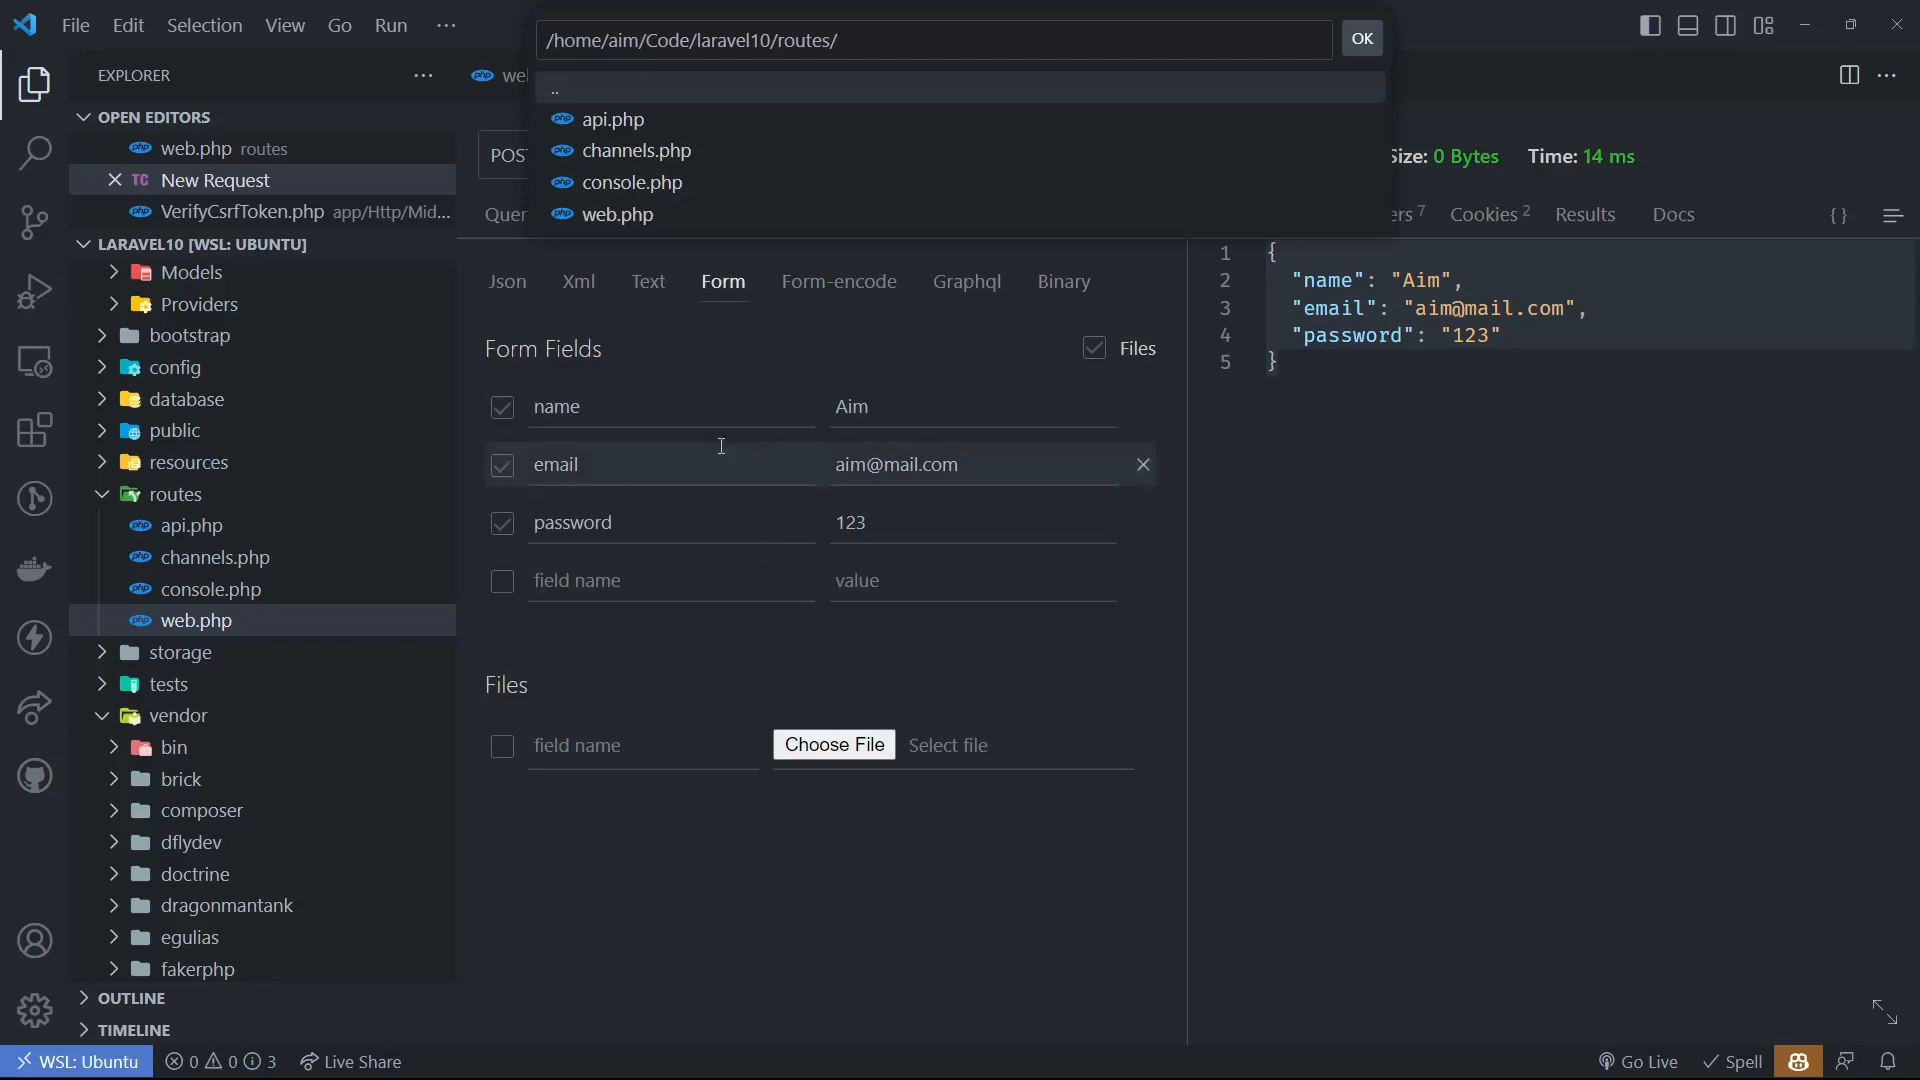 File Edit Selection View Go Run ···
/home/aim/Code/laravel10/routes/ OK
..
api.php
channels.php
console.php
web.php
EXPLORER ···
OPEN EDITORS
web.php routes
TC New Request
VerifyCsrfToken.php app/Http/Mid...
LARAVEL10 [WSL: UBUNTU]
Models
Providers
bootstrap
config
database
public
resources
routes
api.php
channels.php
console.php
web.php
storage
tests
vendor
bin
brick
composer
dflydev
doctrine
dragonmantank
egulias
fakerphp
OUTLINE
TIMELINE
Size: 0 Bytes Time: 14 ms
ers 7 Cookies 2 Results Docs { }
Json Xml Text Form Form-encode Graphql Binary
Form Fields Files
name Aim
email aim@mail.com
password 123
field name value
Files
field name Choose File Select file
1 {
2 "name": "Aim",
3 "email": "aim@mail.com",
4 "password": "123"
5 }
WSL: Ubuntu 0 0 3 Live Share Go Live Spell